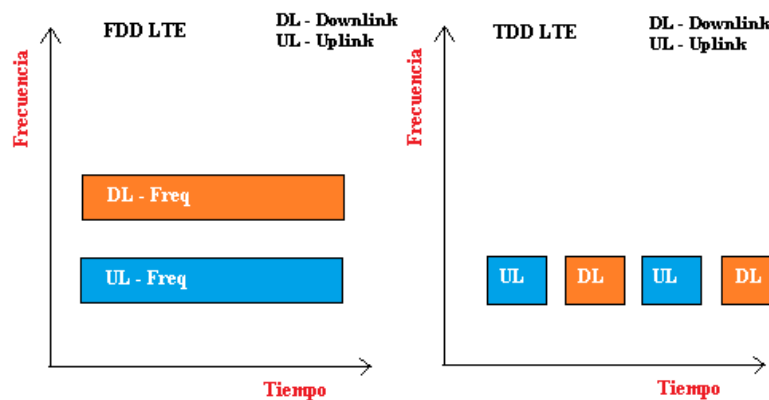 FDD LTE
DL - Downlink
UL - Uplink
Frecuencia
DL - Freq
UL - Freq
Tiempo
TDD LTE
DL - Downlink
UL - Uplink
Frecuencia
UL
DL
UL
DL
Tiempo